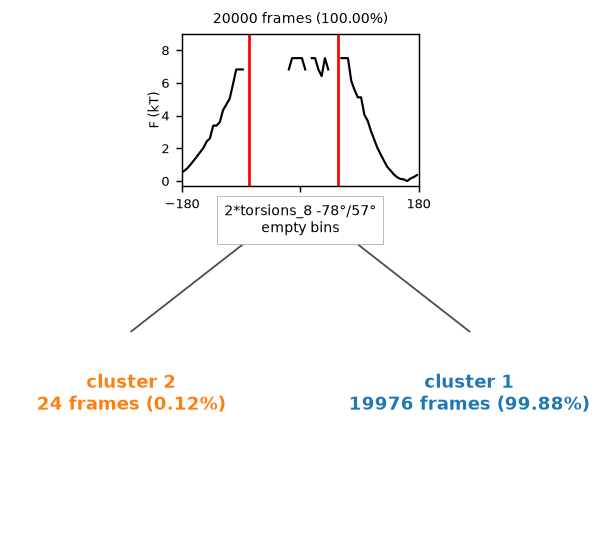 20000 frames (100.00%)
8
6
4
2
0
F (kT)
−180
180
2*torsions_8 -78°/57°
empty bins
cluster 2
24 frames (0.12%)
cluster 1
19976 frames (99.88%)